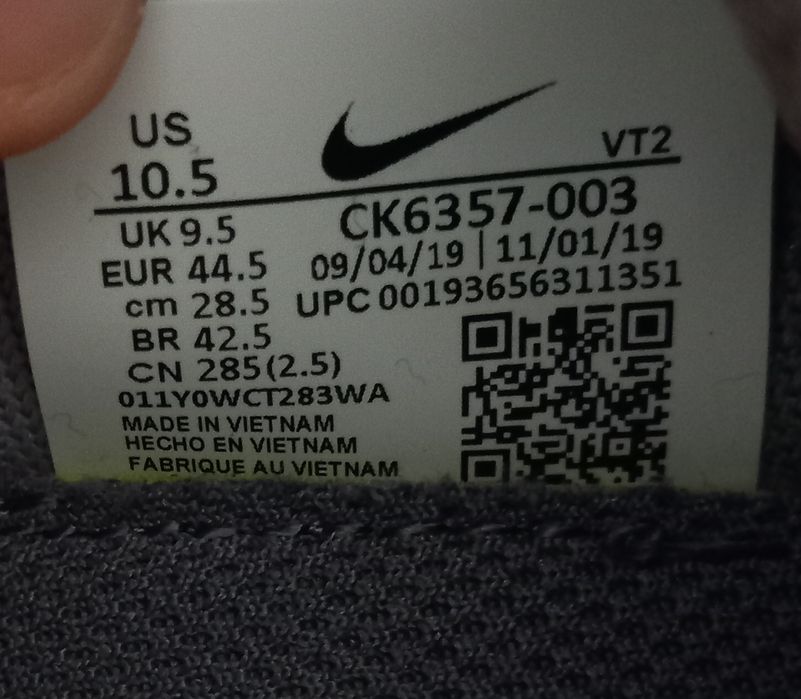 US
10.5
VT2
UK 9.5
EUR 44.5
cm 28.5
BR 42.5
CN 285(2.5)
CK6357-003
09/04/19 | 11/01/19
UPC 00193656311351
011Y0WCT283WA
MADE IN VIETNAM
HECHO EN VIETNAM
FABRIQUE AU VIETNAM